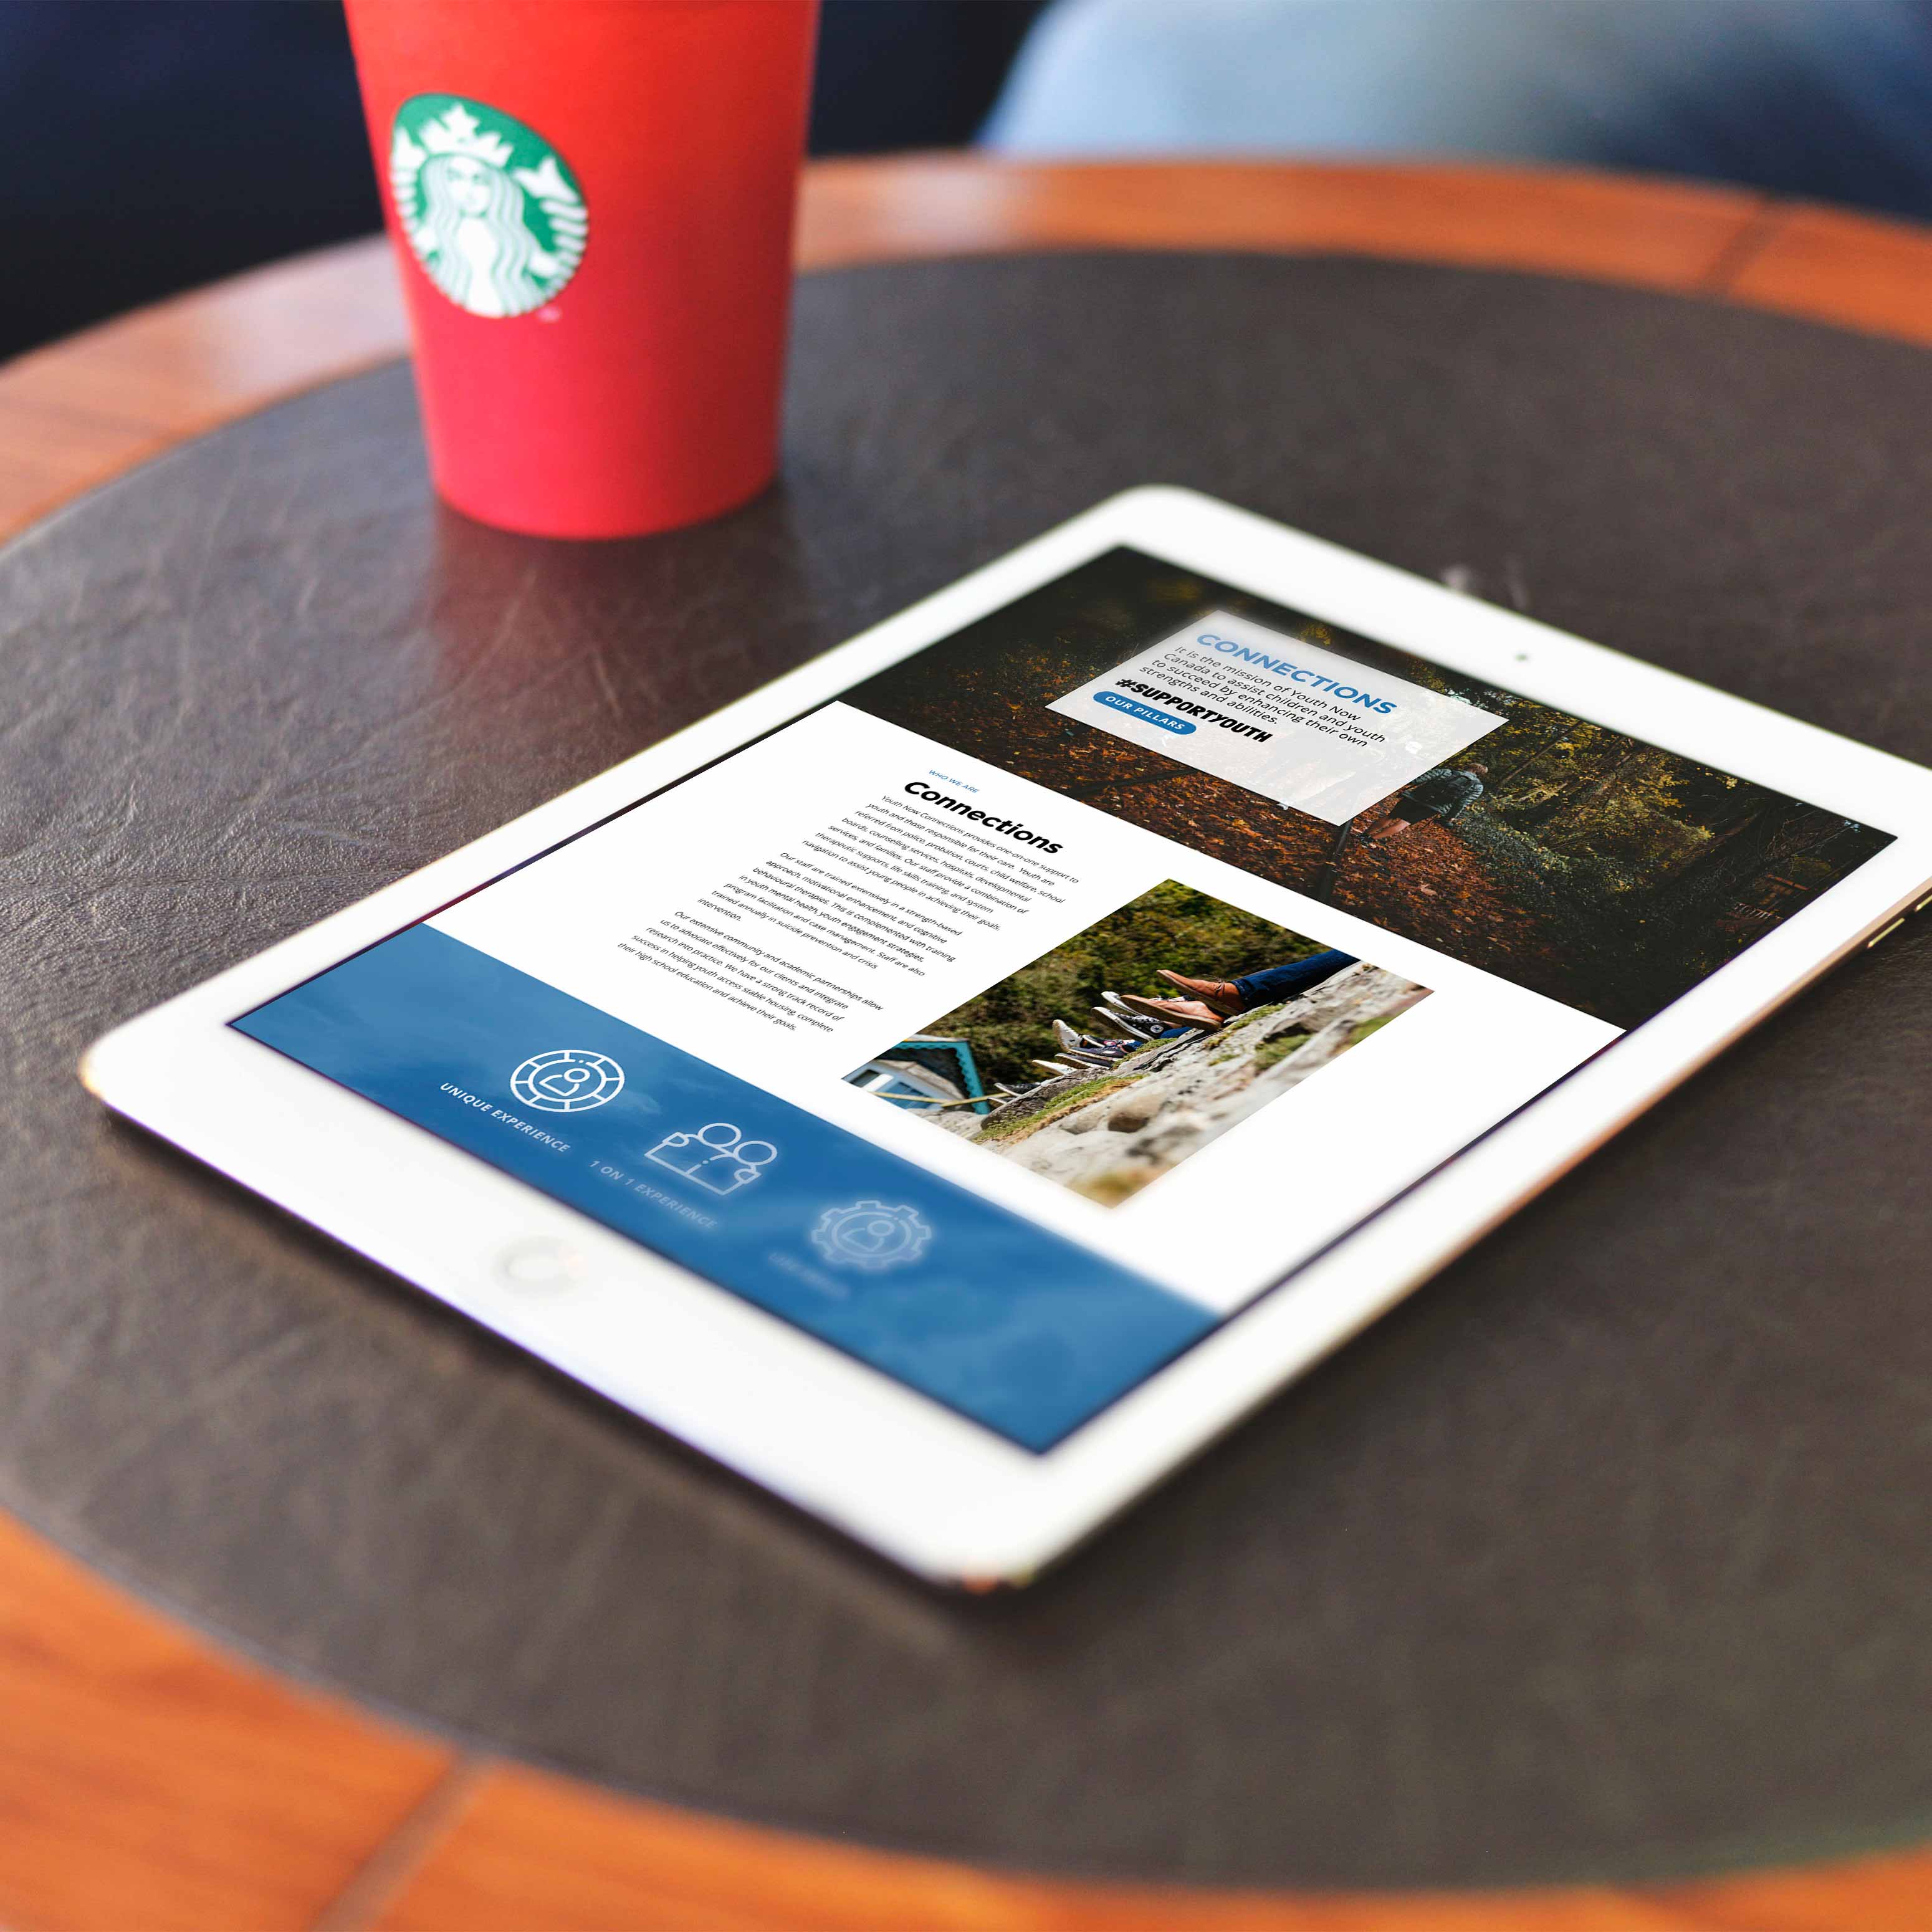 CONNECTIONS
It is the mission of Youth Now
Canada to assist children and youth
to succeed by enhancing their own
strengths and abilities.
#SUPPORTYOUTH
OUR PILLARS
WHO WE ARE
Connections
Youth Now Connections provides one-on-one support to
youth and those responsible for their care. Youth are
referred from police, probation, courts, child welfare, school
boards, counselling services, hospitals, developmental
services, and families. Our staff provide a combination of
therapeutic supports, life skills training, and system
navigation to assist young people in achieving their goals.
Our staff are trained extensively in a strength-based
approach, motivational enhancement, and cognitive
behavioural therapies. This is complemented with training
in youth mental health, youth engagement strategies,
program facilitation and case management. Staff are also
trained annually in suicide prevention and crisis
intervention.
Our extensive community and academic partnerships allow
us to advocate effectively for our clients and integrate
research into practice. We have a strong track record of
success in helping youth access stable housing, complete
their high school education and achieve their goals.
UNIQUE EXPERIENCE
1 ON 1 EXPERIENCE